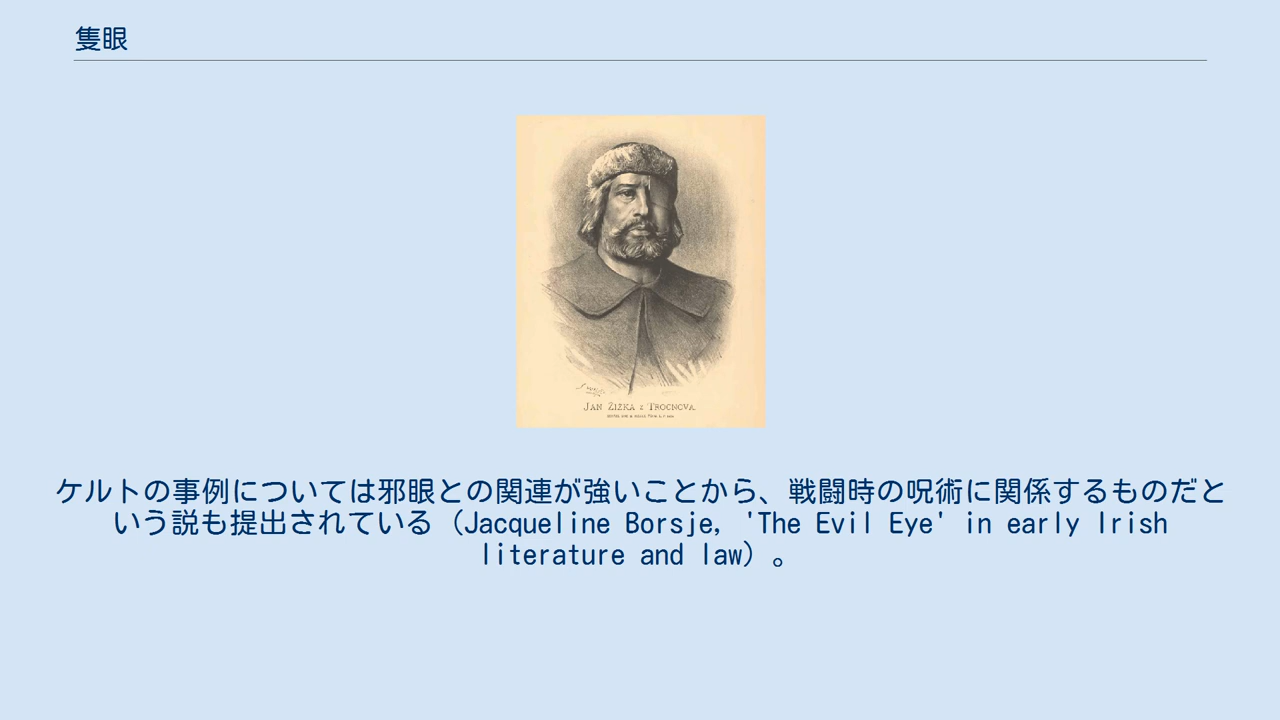 隻眼
JAN ŽIŽKA z TROCNOVA.
ケルトの事例については邪眼との関連が強いことから、戦闘時の呪術に関係するものだと
いう説も提出されている（Jacqueline Borsje, 'The Evil Eye' in early Irish
literature and law）。